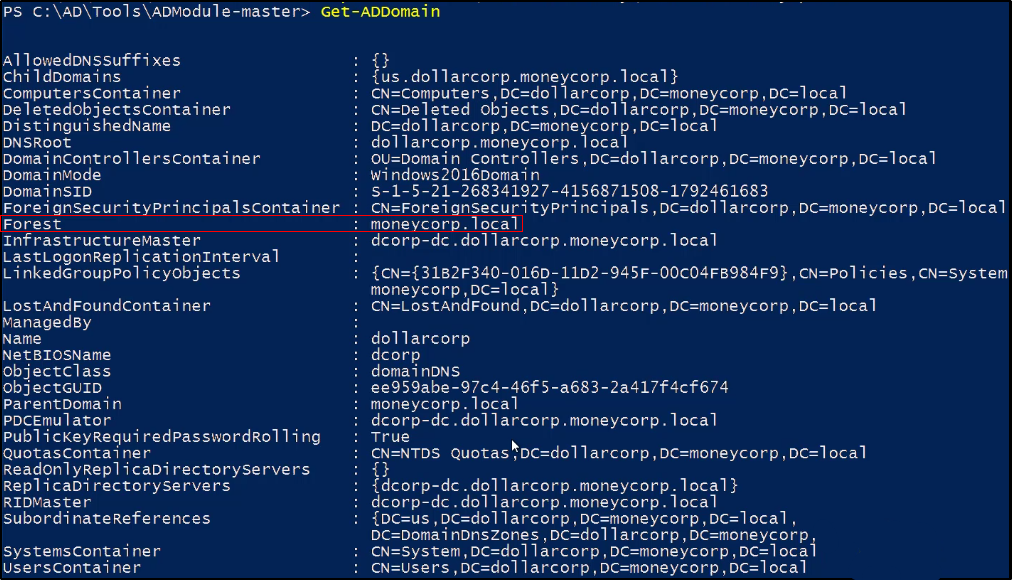 PS C:\AD\Tools\ADModule-master> Get-ADDomain
AllowedDNSSuffixes : {}
ChildDomains : {us.dollarcorp.moneycorp.local}
ComputersContainer : CN=Computers,DC=dollarcorp,DC=moneycorp,DC=local
DeletedObjectsContainer : CN=Deleted Objects,DC=dollarcorp,DC=moneycorp,DC=local
DistinguishedName : DC=dollarcorp,DC=moneycorp,DC=local
DNSRoot : dollarcorp.moneycorp.local
DomainControllersContainer : OU=Domain Controllers,DC=dollarcorp,DC=moneycorp,DC=local
DomainMode : Windows2016Domain
DomainSID : S-1-5-21-268341927-4156871508-1792461683
ForeignSecurityPrincipalsContainer : CN=ForeignSecurityPrincipals,DC=dollarcorp,DC=moneycorp,DC=local
Forest : moneycorp.local
InfrastructureMaster : dcorp-dc.dollarcorp.moneycorp.local
LastLogonReplicationInterval :
LinkedGroupPolicyObjects : {CN={31B2F340-016D-11D2-945F-00C04FB984F9},CN=Policies,CN=System
moneycorp,DC=local}
LostAndFoundContainer : CN=LostAndFound,DC=dollarcorp,DC=moneycorp,DC=local
ManagedBy :
Name : dollarcorp
NetBIOSName : dcorp
ObjectClass : domainDNS
ObjectGUID : ee959abe-97c4-46f5-a683-2a417f4cf674
ParentDomain : moneycorp.local
PDCEmulator : dcorp-dc.dollarcorp.moneycorp.local
PublicKeyRequiredPasswordRolling : True
QuotasContainer : CN=NTDS Quotas,DC=dollarcorp,DC=moneycorp,DC=local
ReadOnlyReplicaDirectoryServers : {}
ReplicaDirectoryServers : {dcorp-dc.dollarcorp.moneycorp.local}
RIDMaster : dcorp-dc.dollarcorp.moneycorp.local
SubordinateReferences : {DC=us,DC=dollarcorp,DC=moneycorp,DC=local,
DC=DomainDnsZones,DC=dollarcorp,DC=moneycorp,
SystemsContainer : CN=System,DC=dollarcorp,DC=moneycorp,DC=local
UsersContainer : CN=Users,DC=dollarcorp,DC=moneycorp,DC=local